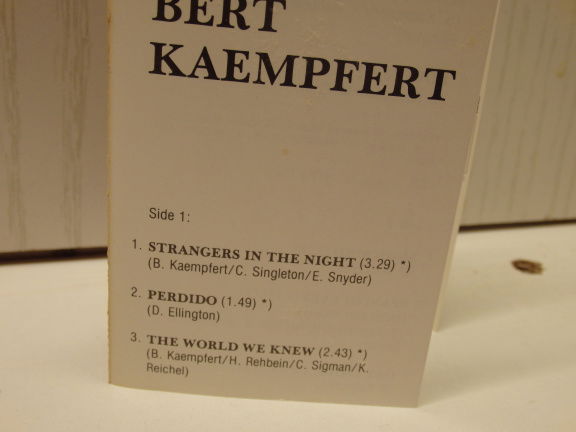 BERT
KAEMPFERT
Side 1:
1. STRANGERS IN THE NIGHT (3.29) *)
(B. Kaempfert/C. Singleton/E. Snyder)
2. PERDIDO (1.49) *)
(D. Ellington)
3. THE WORLD WE KNEW (2.43) *)
(B. Kaempfert/H. Rehbein/C. Sigman/K.
Reichel)